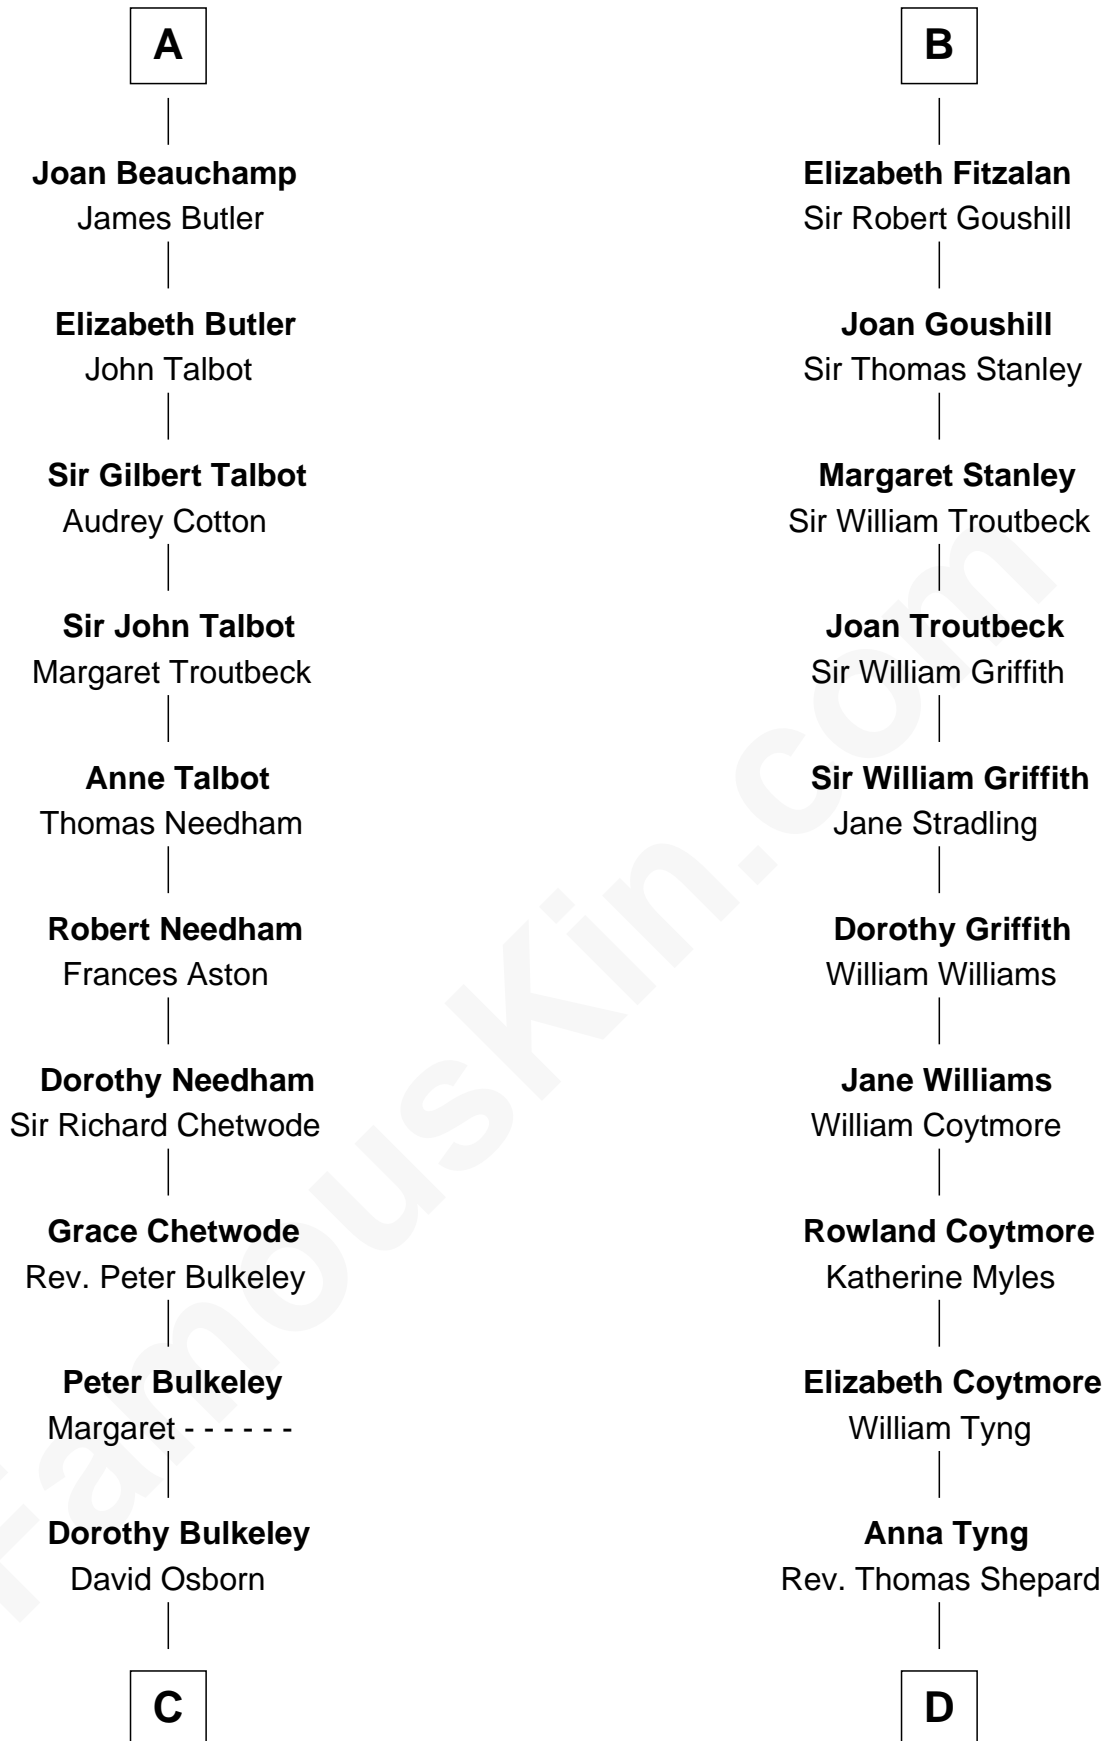 A
Joan Beauchamp
James Butler
Elizabeth Butler
John Talbot
Sir Gilbert Talbot
Audrey Cotton
Sir John Talbot
Margaret Troutbeck
Anne Talbot
Thomas Needham
Robert Needham
Frances Aston
Dorothy Needham
Sir Richard Chetwode
Grace Chetwode
Rev. Peter Bulkeley
Peter Bulkeley
Margaret - - - - - -
Dorothy Bulkeley
David Osborn
C
B
Elizabeth Fitzalan
Sir Robert Goushill
Joan Goushill
Sir Thomas Stanley
Margaret Stanley
Sir William Troutbeck
Joan Troutbeck
Sir William Griffith
Sir William Griffith
Jane Stradling
Dorothy Griffith
William Williams
Jane Williams
William Coytmore
Rowland Coytmore
Katherine Myles
Elizabeth Coytmore
William Tyng
Anna Tyng
Rev. Thomas Shepard
D
FamousKin.com